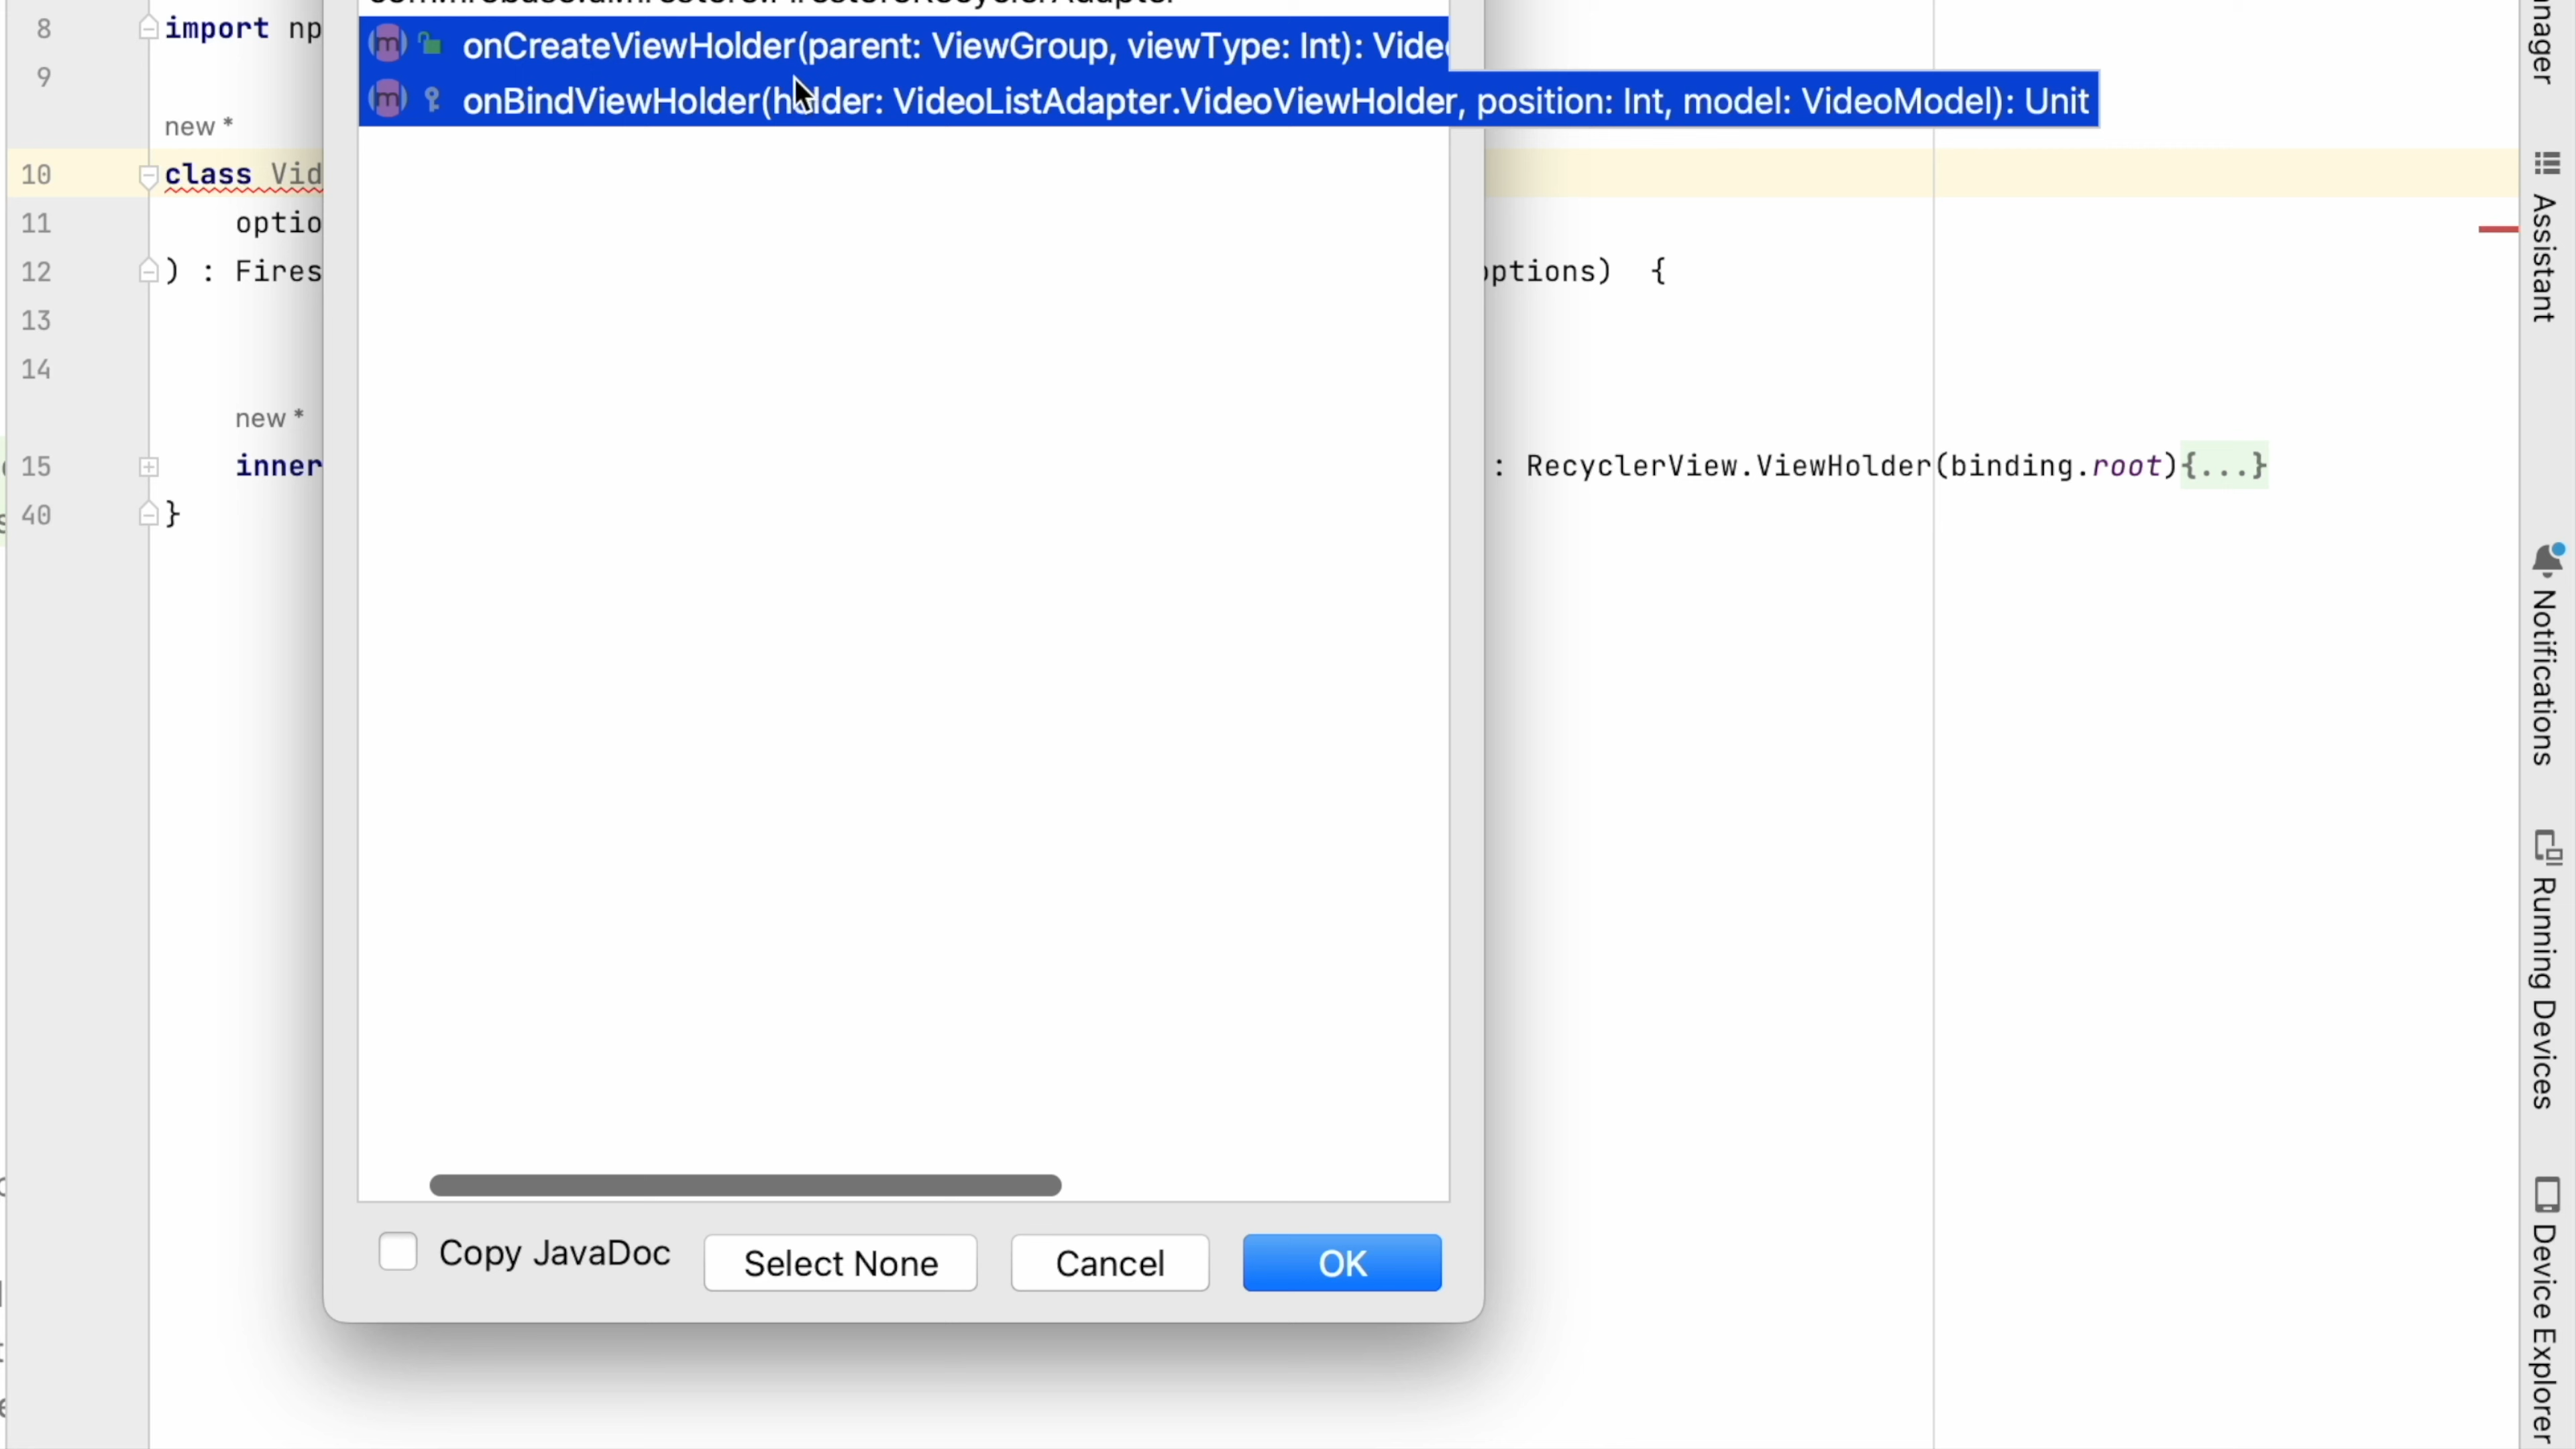 8 import np
onCreateViewHolder(parent: ViewGroup, viewType: Int): Video
9
onBindViewHolder(holder: VideoListAdapter.VideoViewHolder, position: Int, model: VideoModel): Unit
new *
10 class Vid
11 optio
12 ) : Fires
options) {
13
14
new *
15 inner
: RecyclerView.ViewHolder(binding.root){...}
40 }
Copy JavaDoc
Select None
Cancel
OK
Assistant
Notifications
Running Devices
Device Explorer